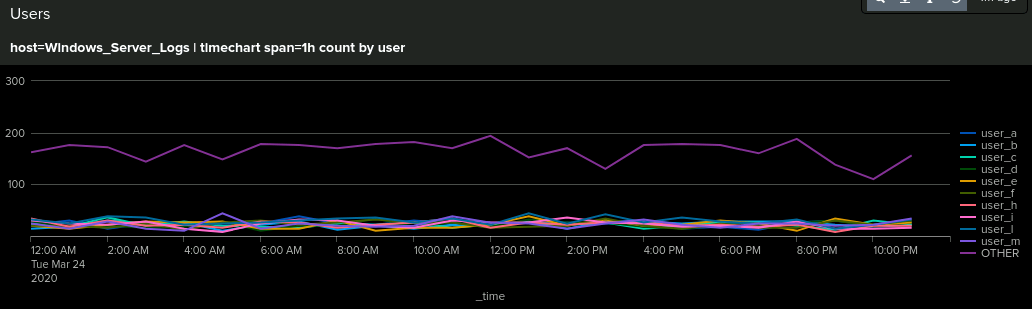 Users
host=Windows_Server_Logs | timechart span=1h count by user
300
200
100
12:00 AM 2:00 AM 4:00 AM 6:00 AM 8:00 AM 10:00 AM 12:00 PM 2:00 PM 4:00 PM 6:00 PM 8:00 PM 10:00 PM
Tue Mar 24
2020
_time
user_a
user_b
user_c
user_d
user_e
user_f
user_h
user_i
user_l
user_m
OTHER